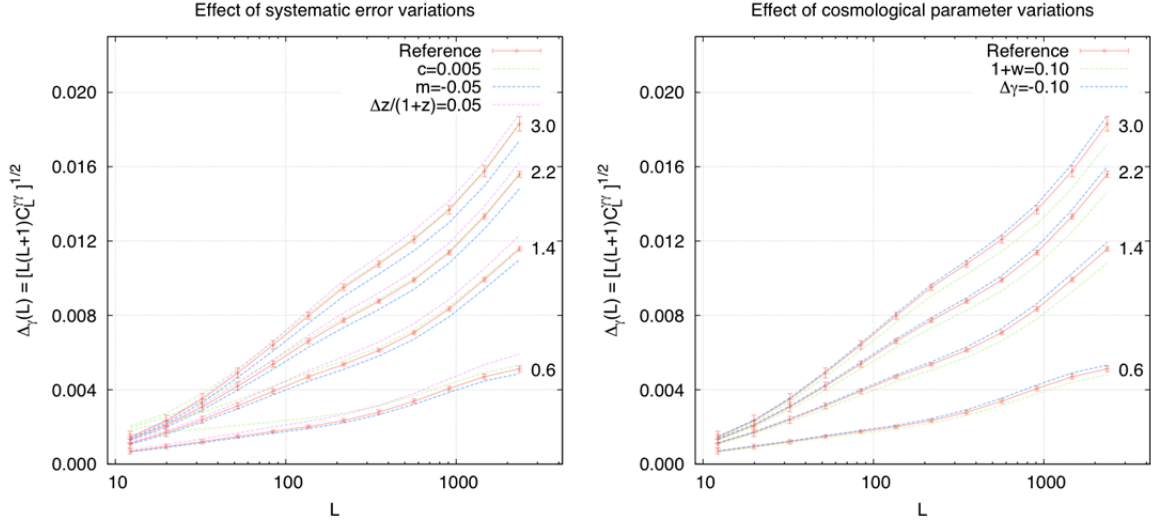 Effect of systematic error variations
Reference
c=0.005
m=-0.05
Δz/(1+z)=0.05
0.020
0.016
0.012
0.008
0.004
0.000
3.0
2.2
1.4
0.6
10
100
1000
L
Δγ(L) = [L(L+1)C_L^γγ ]^1/2
Effect of cosmological parameter variations
Reference
1+w=0.10
Δγ=-0.10
0.020
0.016
0.012
0.008
0.004
0.000
3.0
2.2
1.4
0.6
10
100
1000
L
Δγ(L) = [L(L+1)C_L^γγ ]^1/2